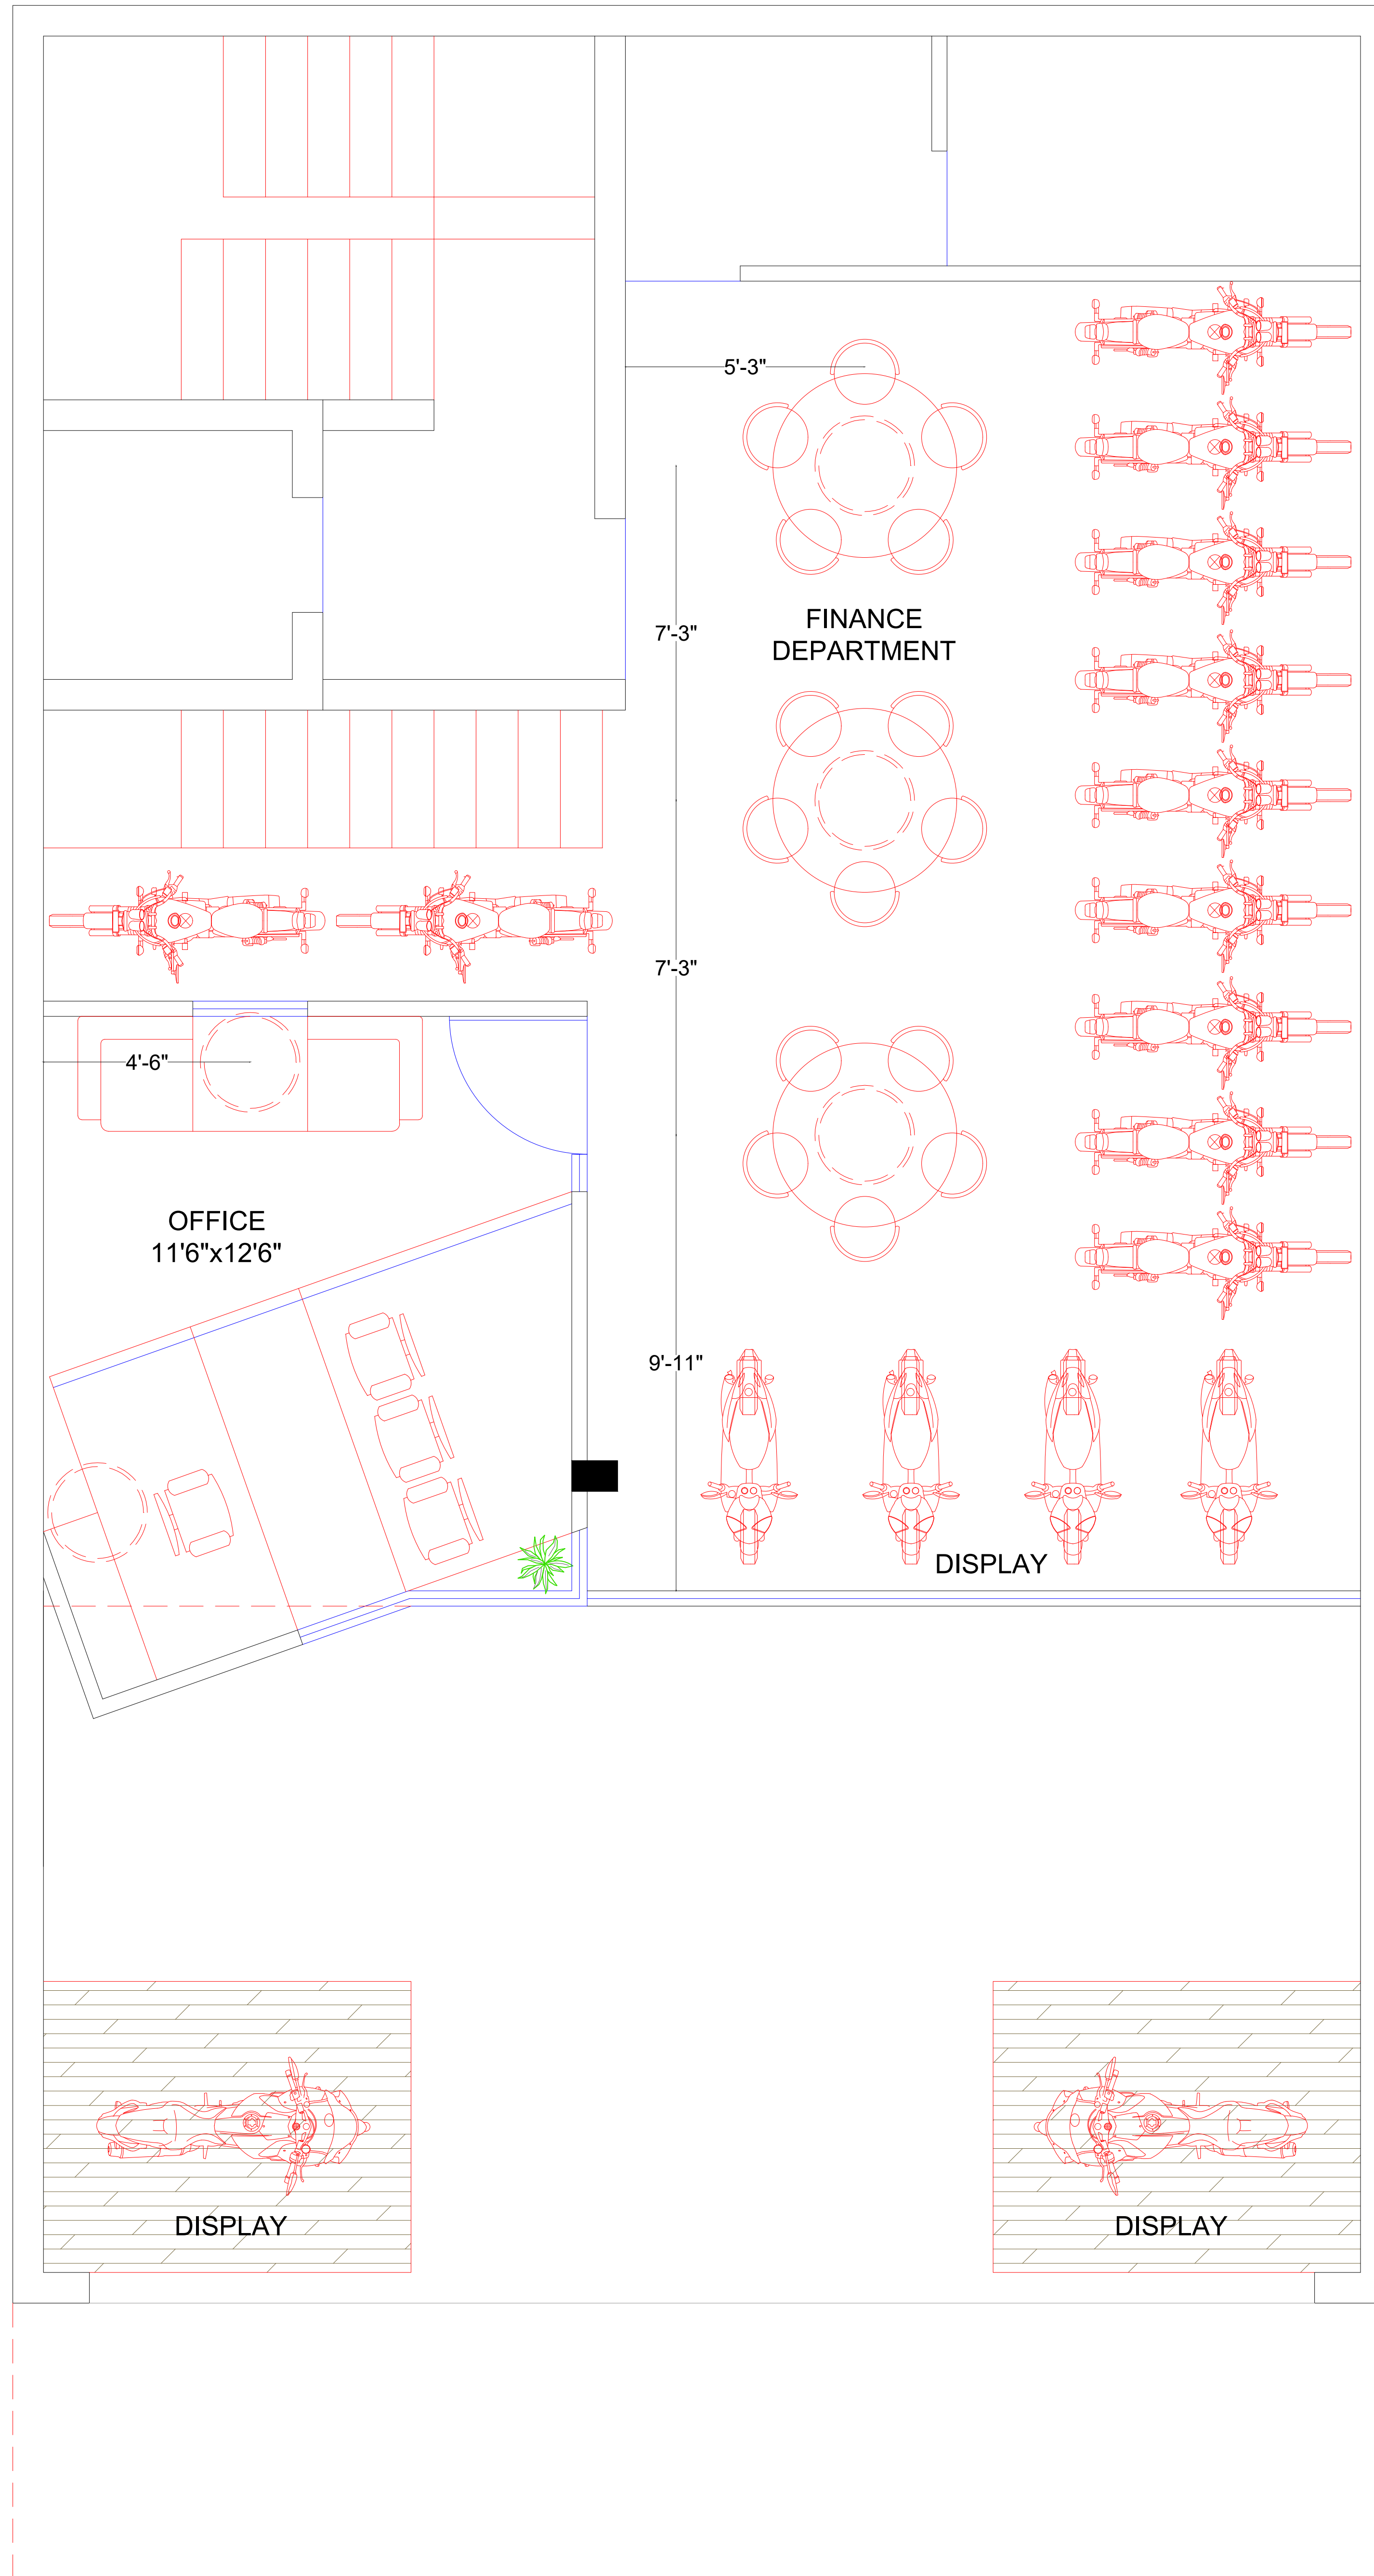 5'-3"
FINANCE
DEPARTMENT
7'-3"
7'-3"
4'-6"
OFFICE
11'6"x12'6"
9'-11"
DISPLAY
DISPLAY
DISPLAY